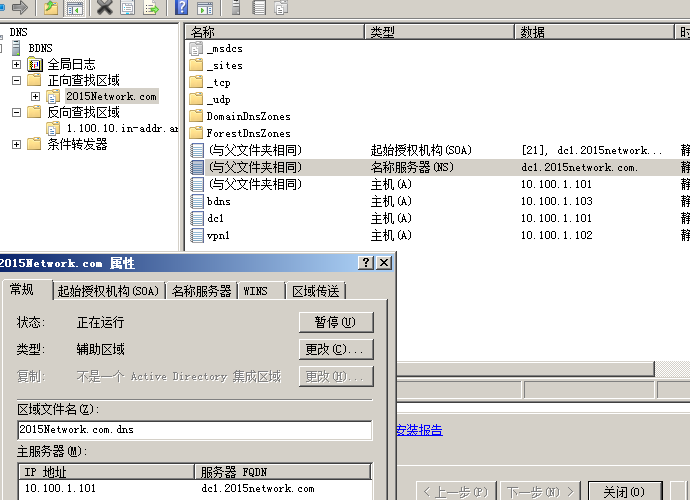 DNS
BDNS
全局日志
正向查找区域
2015Network.com
反向查找区域
1.100.10.in-addr.ar
条件转发器
名称 类型 数据 时
_msdcs
_sites
_tcp
_udp
DomainDnsZones
ForestDnsZones
(与父文件夹相同) 起始授权机构(SOA) [21], dc1.2015network... 静
(与父文件夹相同) 名称服务器(NS) dc1.2015network.com. 静
(与父文件夹相同) 主机(A) 10.100.1.101 静
bdns 主机(A) 10.100.1.103 静
dc1 主机(A) 10.100.1.101 静
vpn1 主机(A) 10.100.1.102 静
2015Network.com 属性
常规 起始授权机构(SOA) 名称服务器 WINS 区域传送
状态: 正在运行 暂停(U)
类型: 辅助区域 更改(C)...
复制: 不是一个 Active Directory 集成区域 更改(H)...
区域文件名(Z):
2015Network.com.dns
主服务器(M):
IP 地址 服务器 FQDN
10.100.1.101 dc1.2015network.com
安装报告
< 上一步(P) 下一步(N) > 关闭(O)